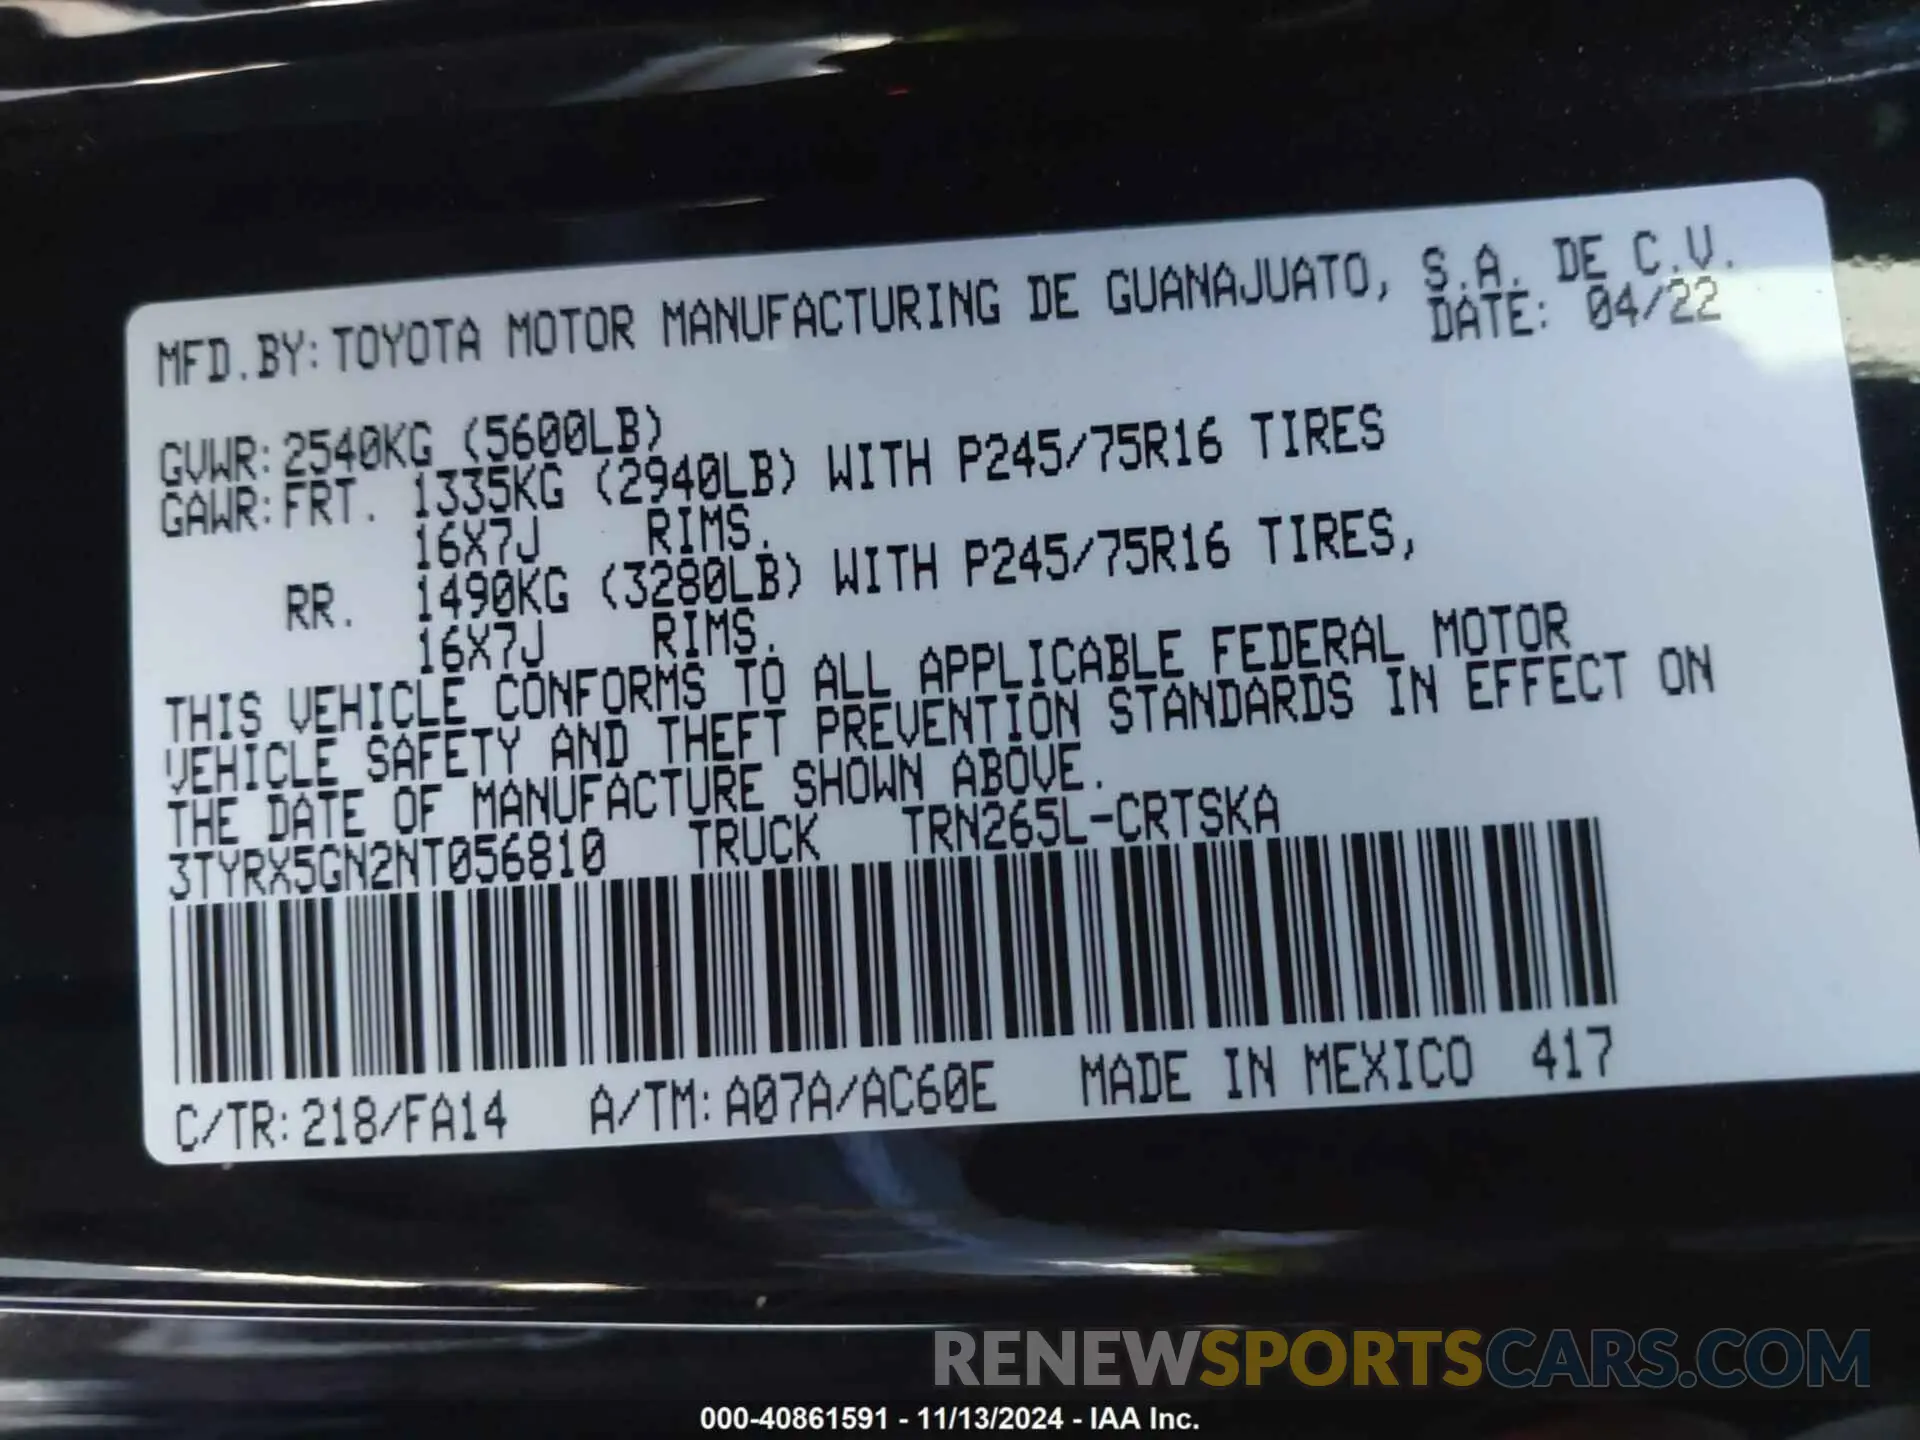 MFD.BY:TOYOTA MOTOR MANUFACTURING DE GUANAJUATO, S.A. DE C.V.
DATE: 04/22
GVWR:2540KG (5600LB)
GAWR:FRT. 1335KG (2940LB) WITH P245/75R16 TIRES
16X7J RIMS.
RR. 1490KG (3280LB) WITH P245/75R16 TIRES,
16X7J RIMS.
THIS VEHICLE CONFORMS TO ALL APPLICABLE FEDERAL MOTOR
VEHICLE SAFETY AND THEFT PREVENTION STANDARDS IN EFFECT ON
THE DATE OF MANUFACTURE SHOWN ABOVE.
3TYRX5GN2NT056810 TRUCK TRN265L-CRTSKA
C/TR:218/FA14 A/TM:A07A/AC60E MADE IN MEXICO 417
RENEWSPORTSCARS.COM
000-40861591 - 11/13/2024 - IAA Inc.